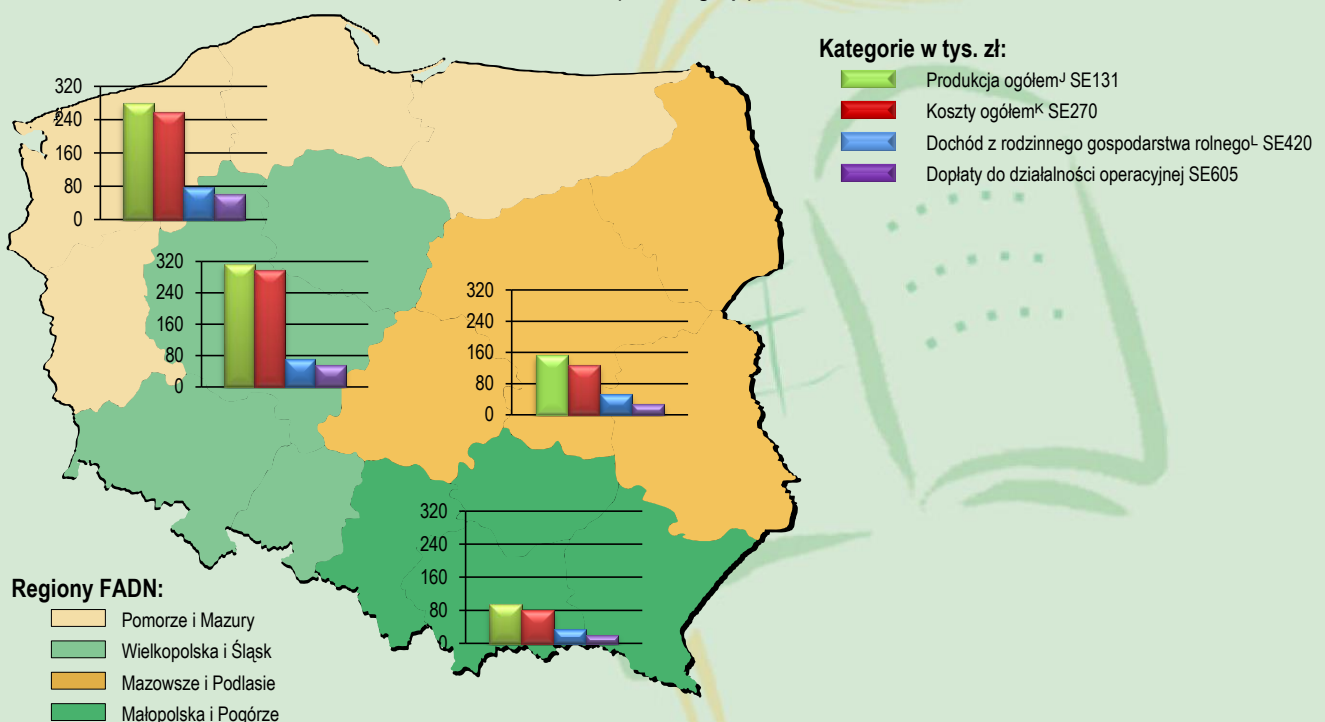 Kategorie w tys. zł:
Produkcja ogółemᴶ SE131
Koszty ogółemᴷ SE270
Dochód z rodzinnego gospodarstwa rolnegoᴸ SE420
Dopłaty do działalności operacyjnej SE605
320
240
160
80
0
320
240
160
80
0
320
240
160
80
0
320
240
160
80
0
Regiony FADN:
Pomorze i Mazury
Wielkopolska i Śląsk
Mazowsze i Podlasie
Małopolska i Pogórze